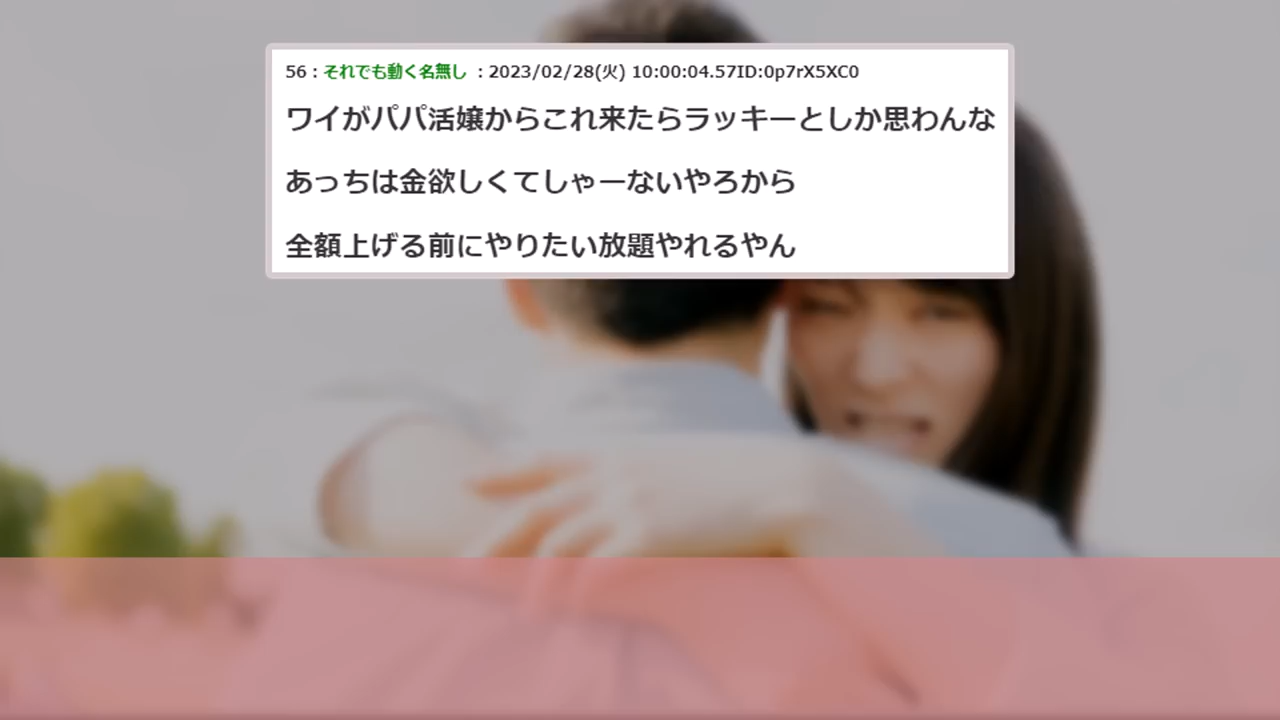 56 : それでも動く名無し : 2023/02/28(火) 10:00:04.57ID:0p7rX5XC0
ワイがパパ活嬢からこれ来たらラッキーとしか思わんな
あっちは金欲しくてしゃーないやろから
全額上げる前にやりたい放題やれるやん